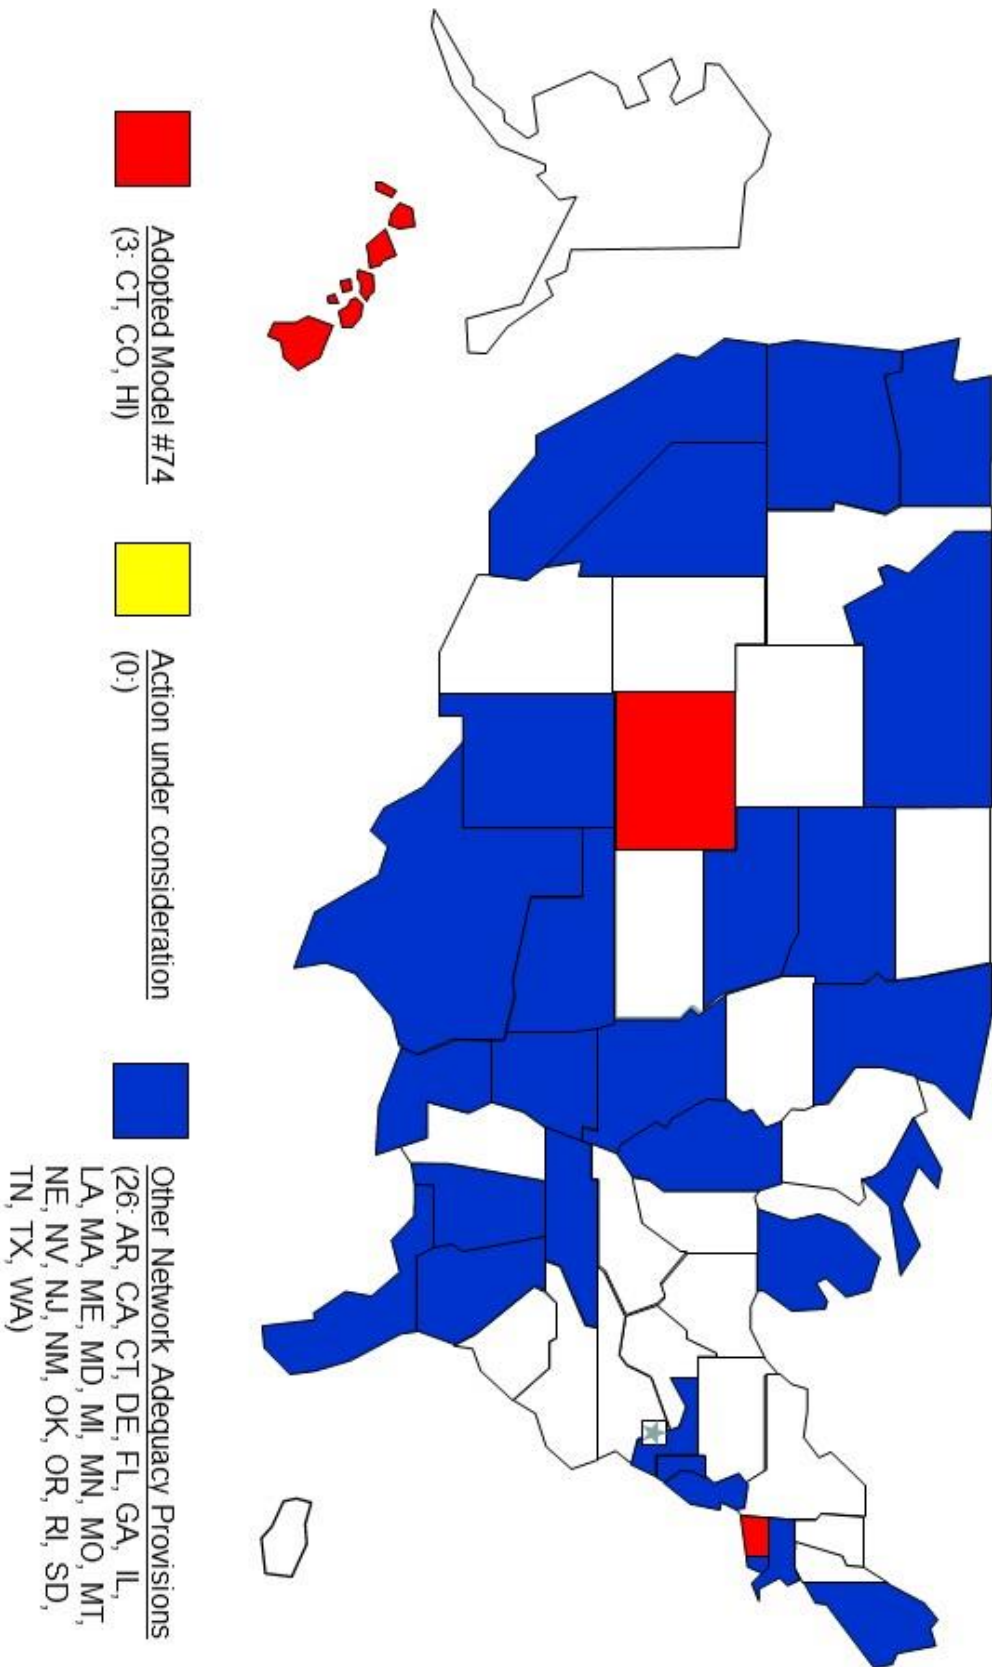 Adopted Model #74
(3: CT, CO, HI)
Action under consideration
(0:)
Other Network Adequacy Provisions
(26: AR, CA, CT, DE, FL, GA, IL,
LA, MA, ME, MD, MI, MN, MO, MT,
NE, NV, NJ, NM, OK, OR, RI, SD,
TN, TX, WA)